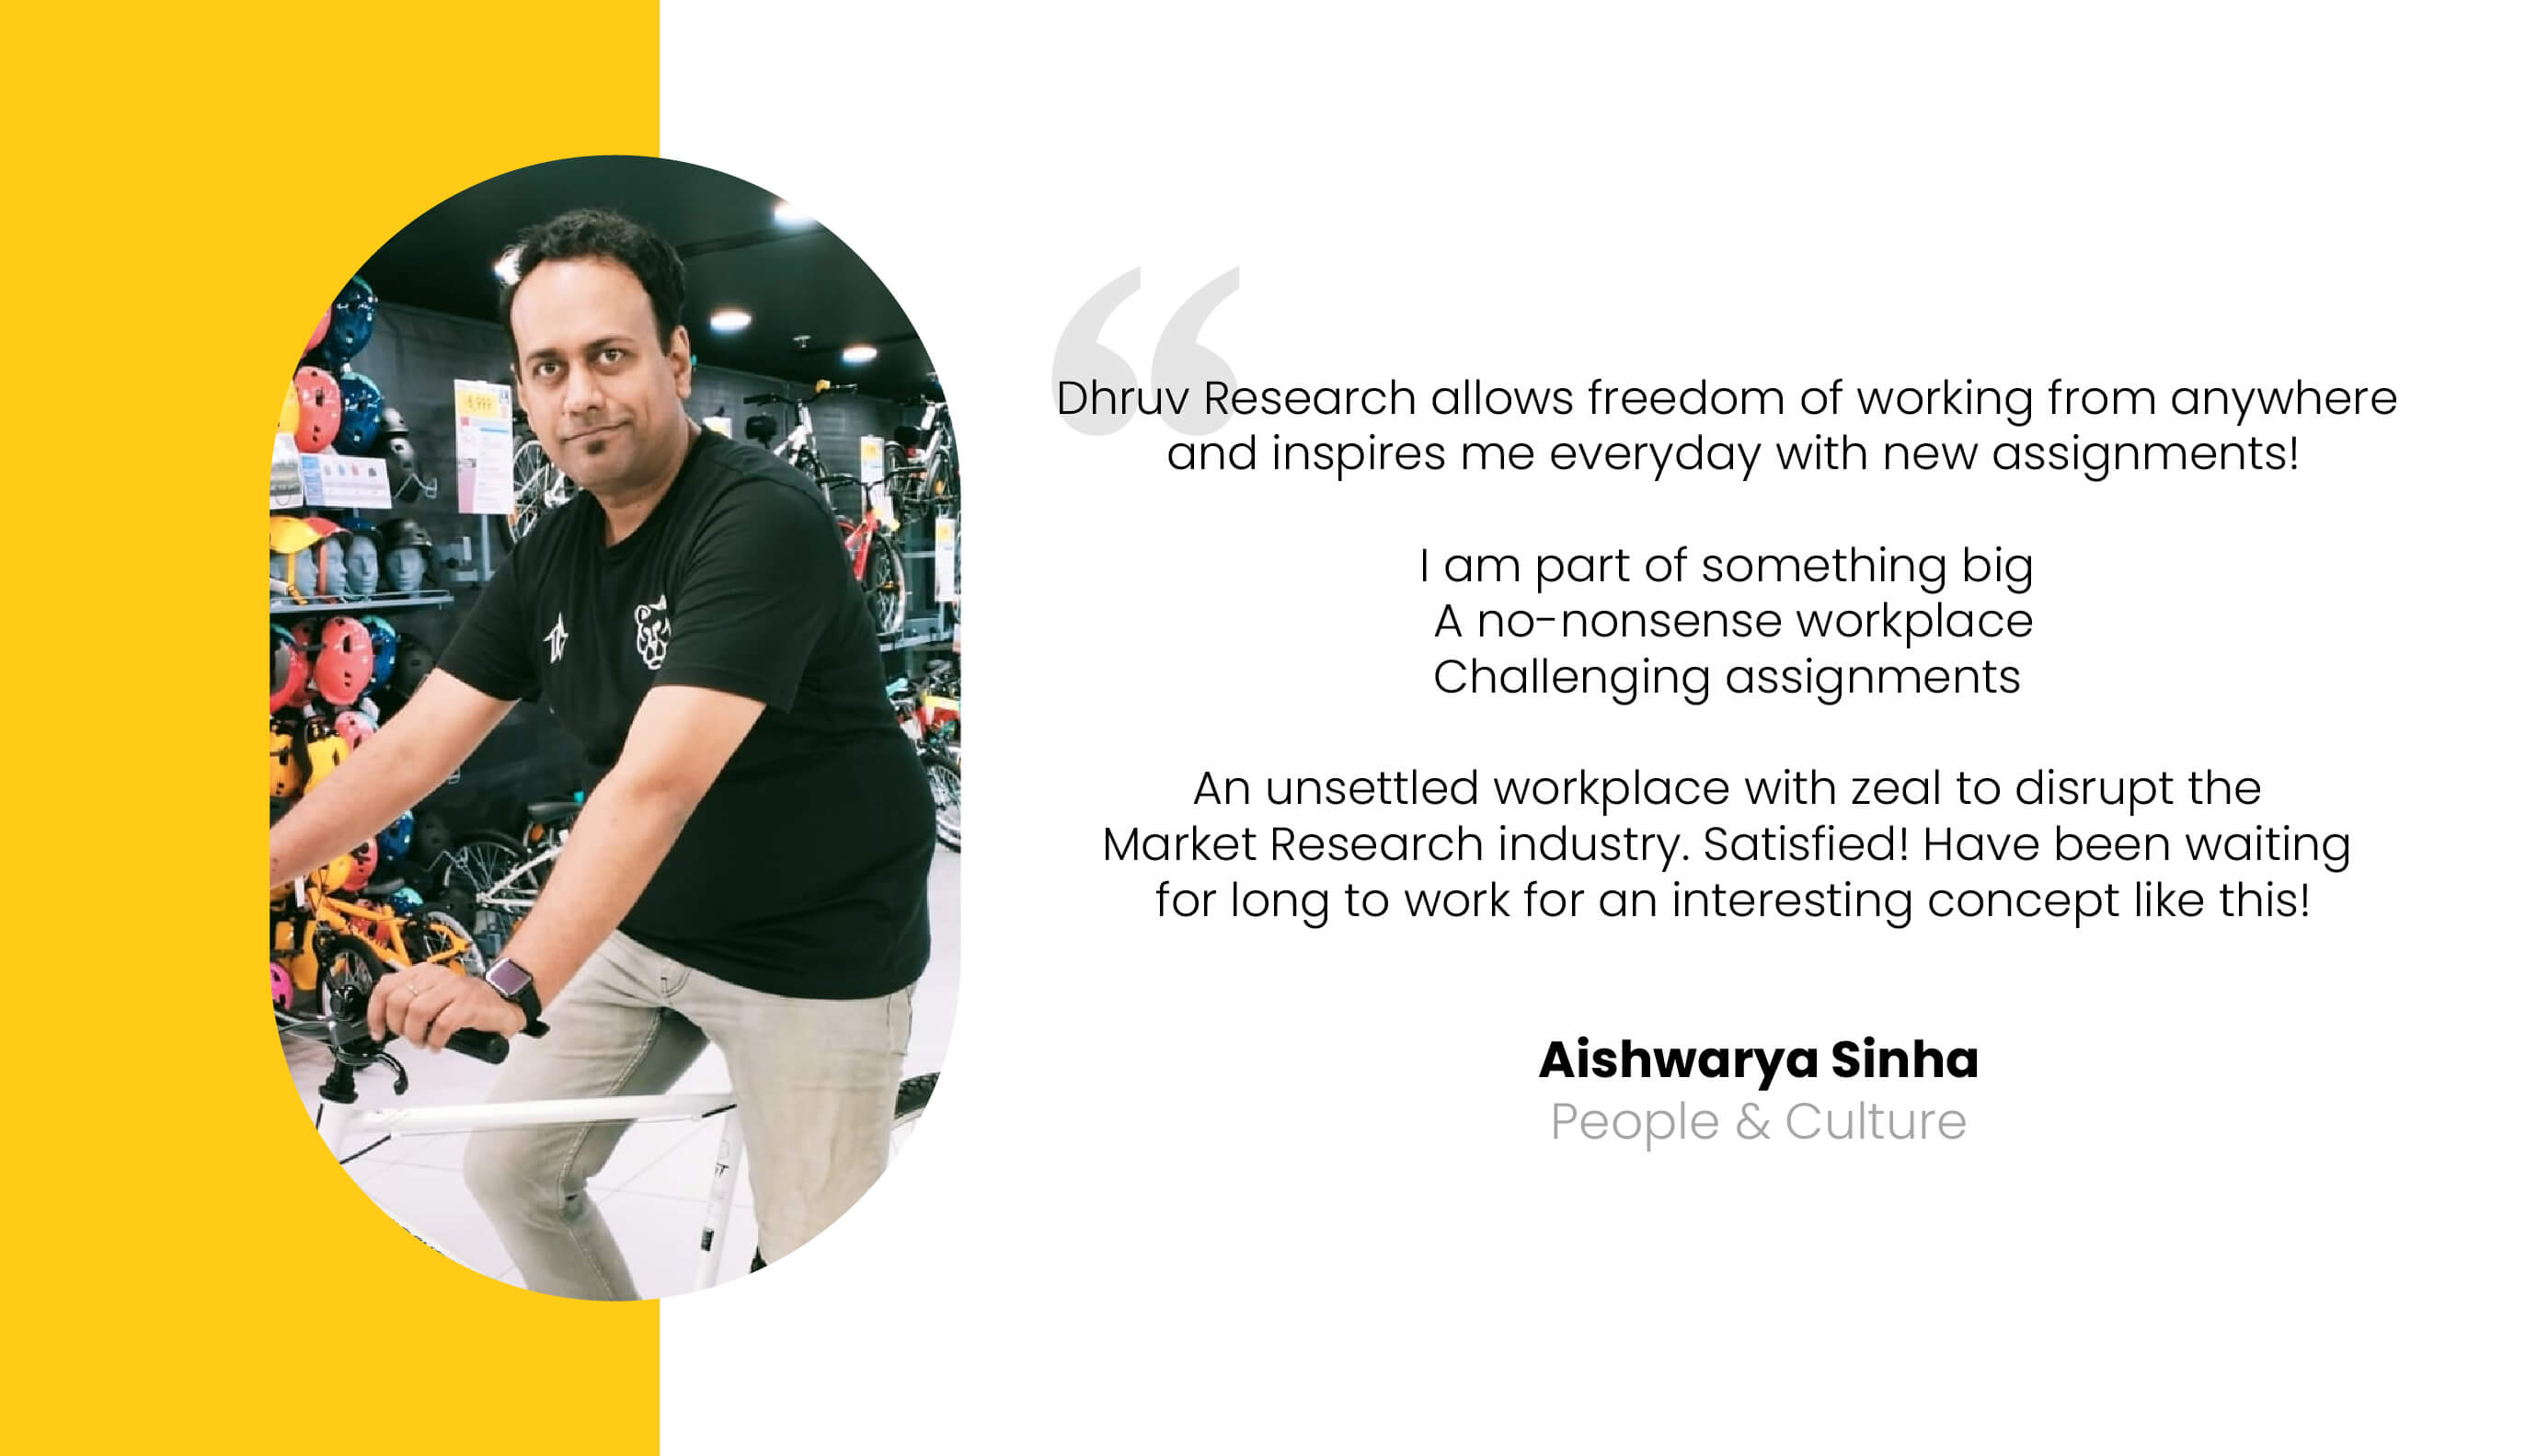 6,999
Dhruv Research allows freedom of working from anywhere
and inspires me everyday with new assignments!
I am part of something big
A no-nonsense workplace
Challenging assignments
An unsettled workplace with zeal to disrupt the
Market Research industry. Satisfied! Have been waiting
for long to work for an interesting concept like this!
Aishwarya Sinha
People & Culture